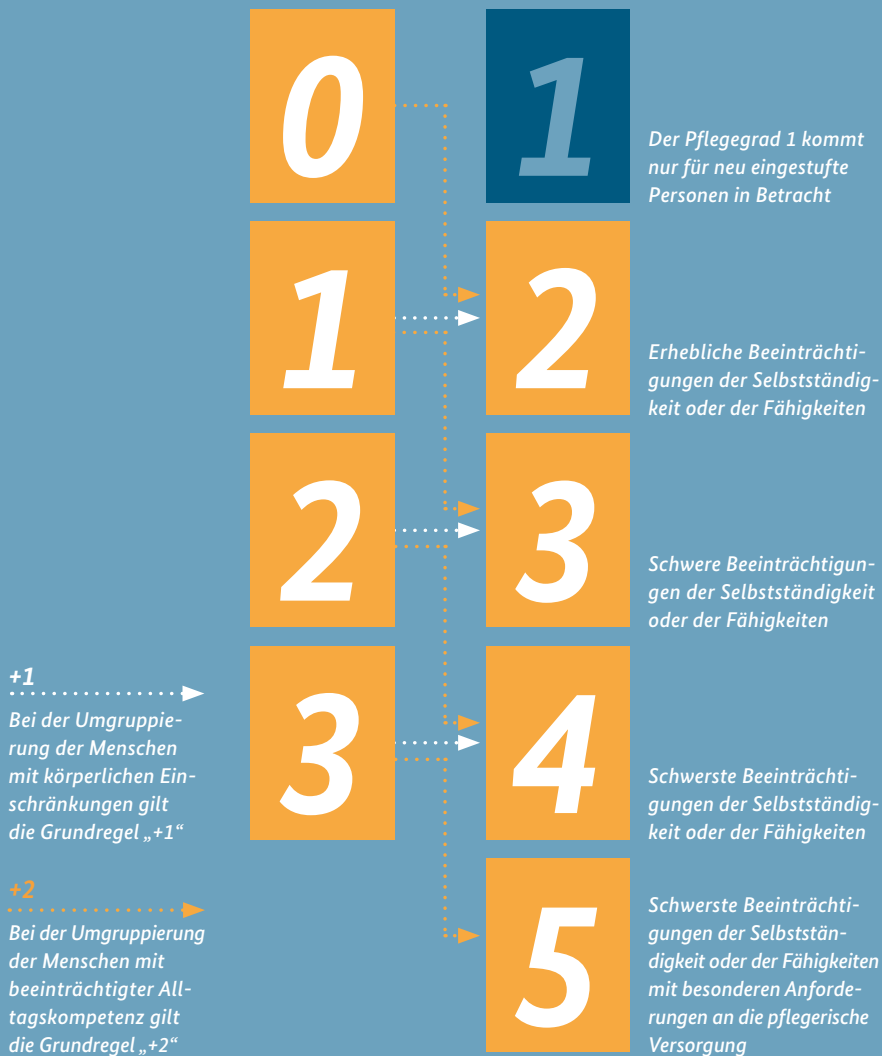 0
1
Der Pflegegrad 1 kommt
nur für neu eingestufte
Personen in Betracht
1
2
Erhebliche Beeinträchti-
gungen der Selbstständig-
keit oder der Fähigkeiten
2
3
Schwere Beeinträchtigun-
gen der Selbstständigkeit
oder der Fähigkeiten
+1
Bei der Umgruppie-
rung der Menschen
mit körperlichen Ein-
schränkungen gilt
die Grundregel „+1“
3
4
Schwerste Beeinträchti-
gungen der Selbstständig-
keit oder der Fähigkeiten
+2
Bei der Umgruppierung
der Menschen mit
beeinträchtigter All-
tagskompetenz gilt
die Grundregel „+2“
5
Schwerste Beeinträchti-
gungen der Selbststän-
digkeit oder der Fähigkeiten
mit besonderen Anforde-
rungen an die pflegerische
Versorgung